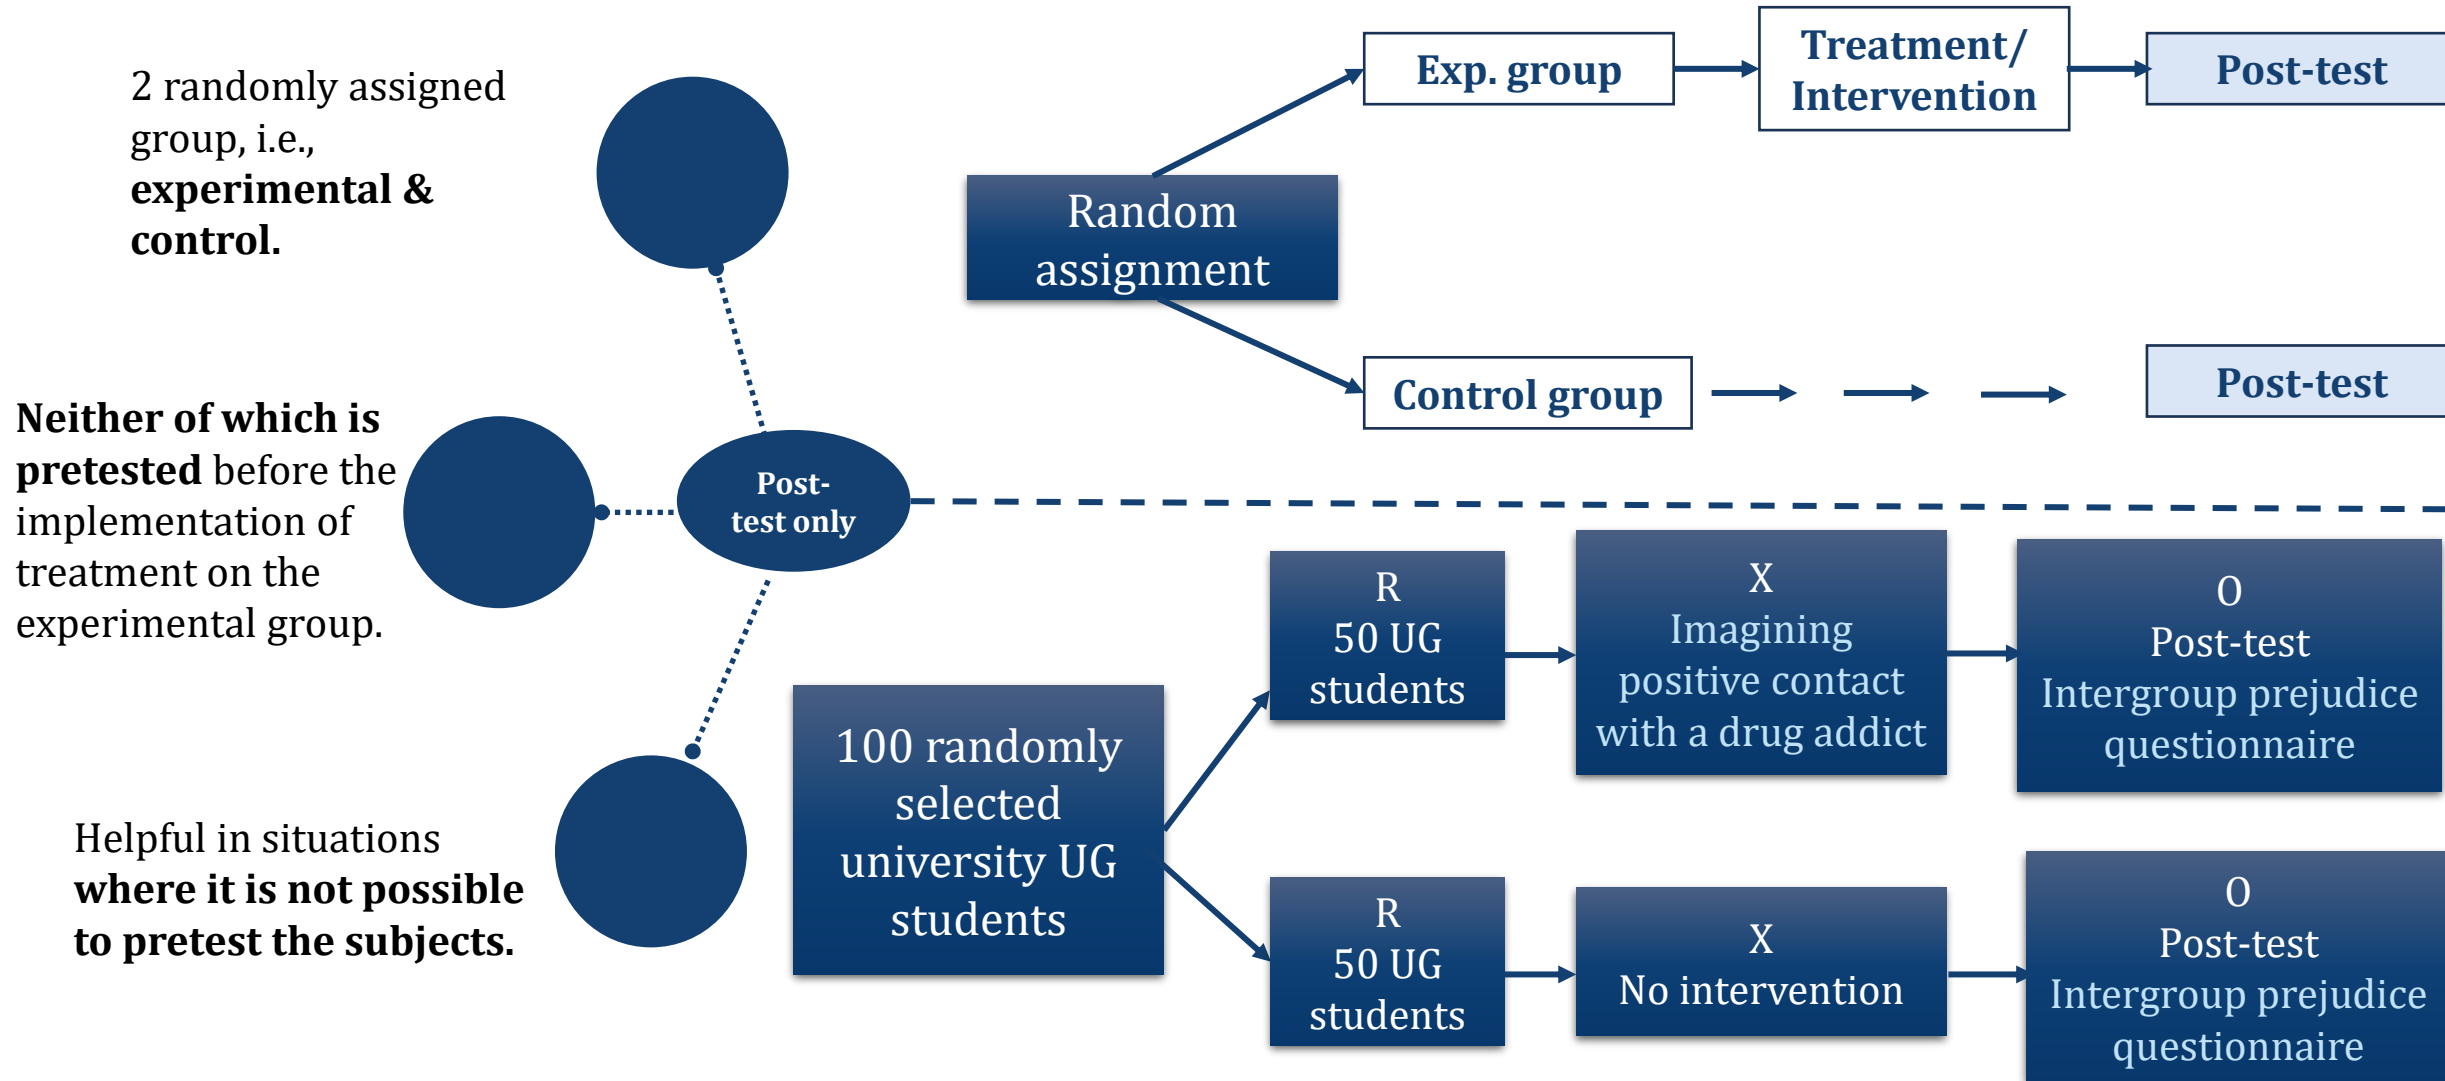 2 randomly assigned
group, i.e.,
experimental &
control.
Neither of which is
pretested before the
implementation of
treatment on the
experimental group.
Helpful in situations
where it is not possible
to pretest the subjects.
Post-
test only
Random
assignment
Exp. group
Treatment/
Intervention
Post-test
Control group
Post-test
100 randomly
selected
university UG
students
R
50 UG
students
X
Imagining
positive contact
with a drug addict
O
Post-test
Intergroup prejudice
questionnaire
R
50 UG
students
X
No intervention
O
Post-test
Intergroup prejudice
questionnaire